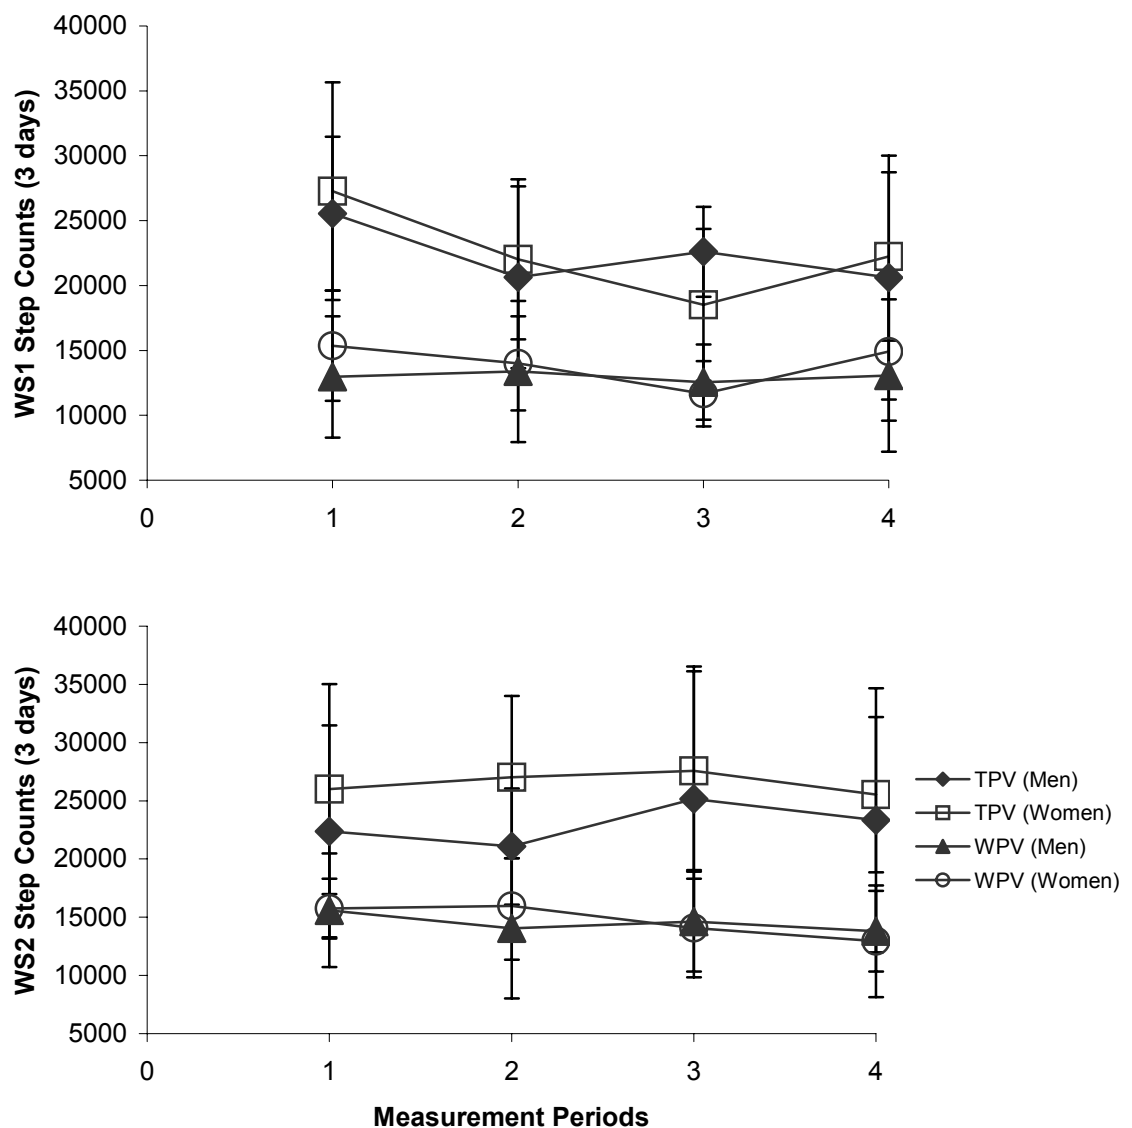 40000
35000
30000
25000
20000
15000
10000
5000
WS1 Step Counts (3 days)
0 1 2 3 4
40000
35000
30000
25000
20000
15000
10000
5000
WS2 Step Counts (3 days)
0 1 2 3 4
Measurement Periods
TPV (Men)
TPV (Women)
WPV (Men)
WPV (Women)